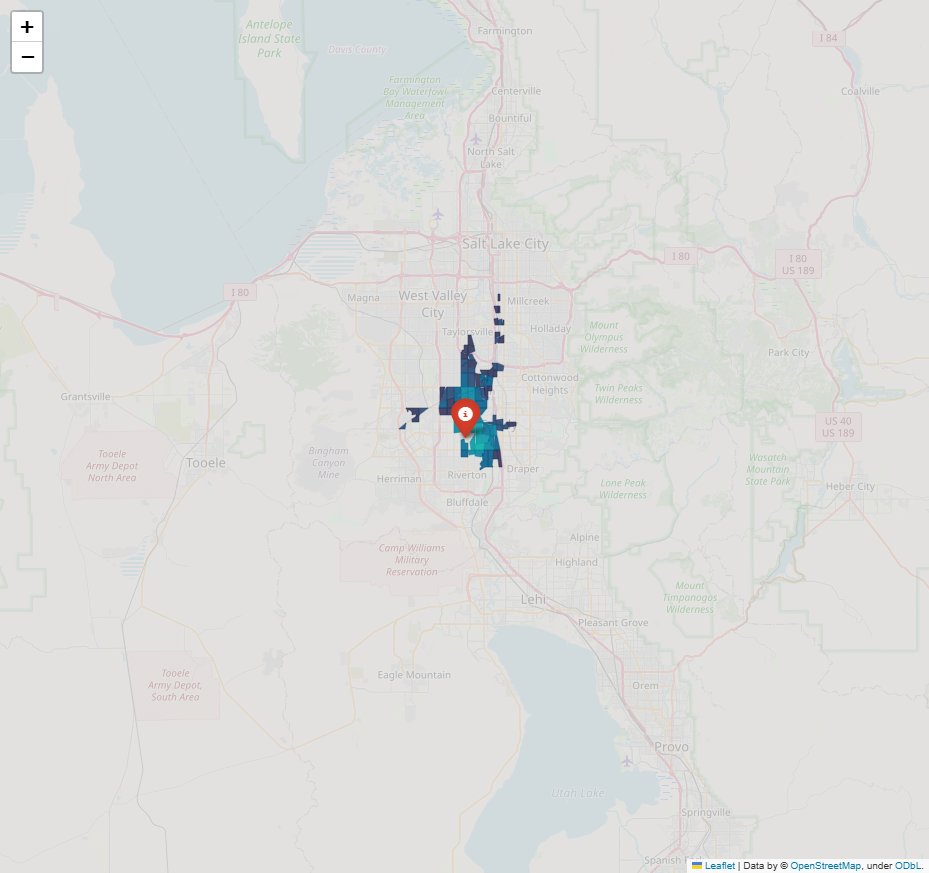 +
−
Antelope
Island State
Park
Davis County
Farmington
I 84
Farmington
Bay Waterfowl
Management
Area
Centerville
Coalville
Bountiful
North Salt
Lake
Salt Lake City
I 80
I 80
US 189
I 80
Magna
West Valley
City
Millcreek
Taylorsville
Holladay
Mount
Olympus
Wilderness
Park City
Cottonwood
Heights
Twin Peaks
Wilderness
Grantsville
US 40
US 189
Tooele
Army Depot
North Area
Tooele
Bingham
Canyon
Mine
Herriman
Riverton
Draper
Wasatch
Mountain
State Park
Heber City
Lone Peak
Wilderness
Bluffdale
Camp Williams
Military
Reservation
Alpine
Highland
Mount
Timpanogos
Wilderness
Lehi
Pleasant Grove
Tooele
Army Depot,
South Area
Eagle Mountain
Orem
Provo
Utah Lake
Springville
Spanish
Leaflet | Data by © OpenStreetMap, under ODbL.